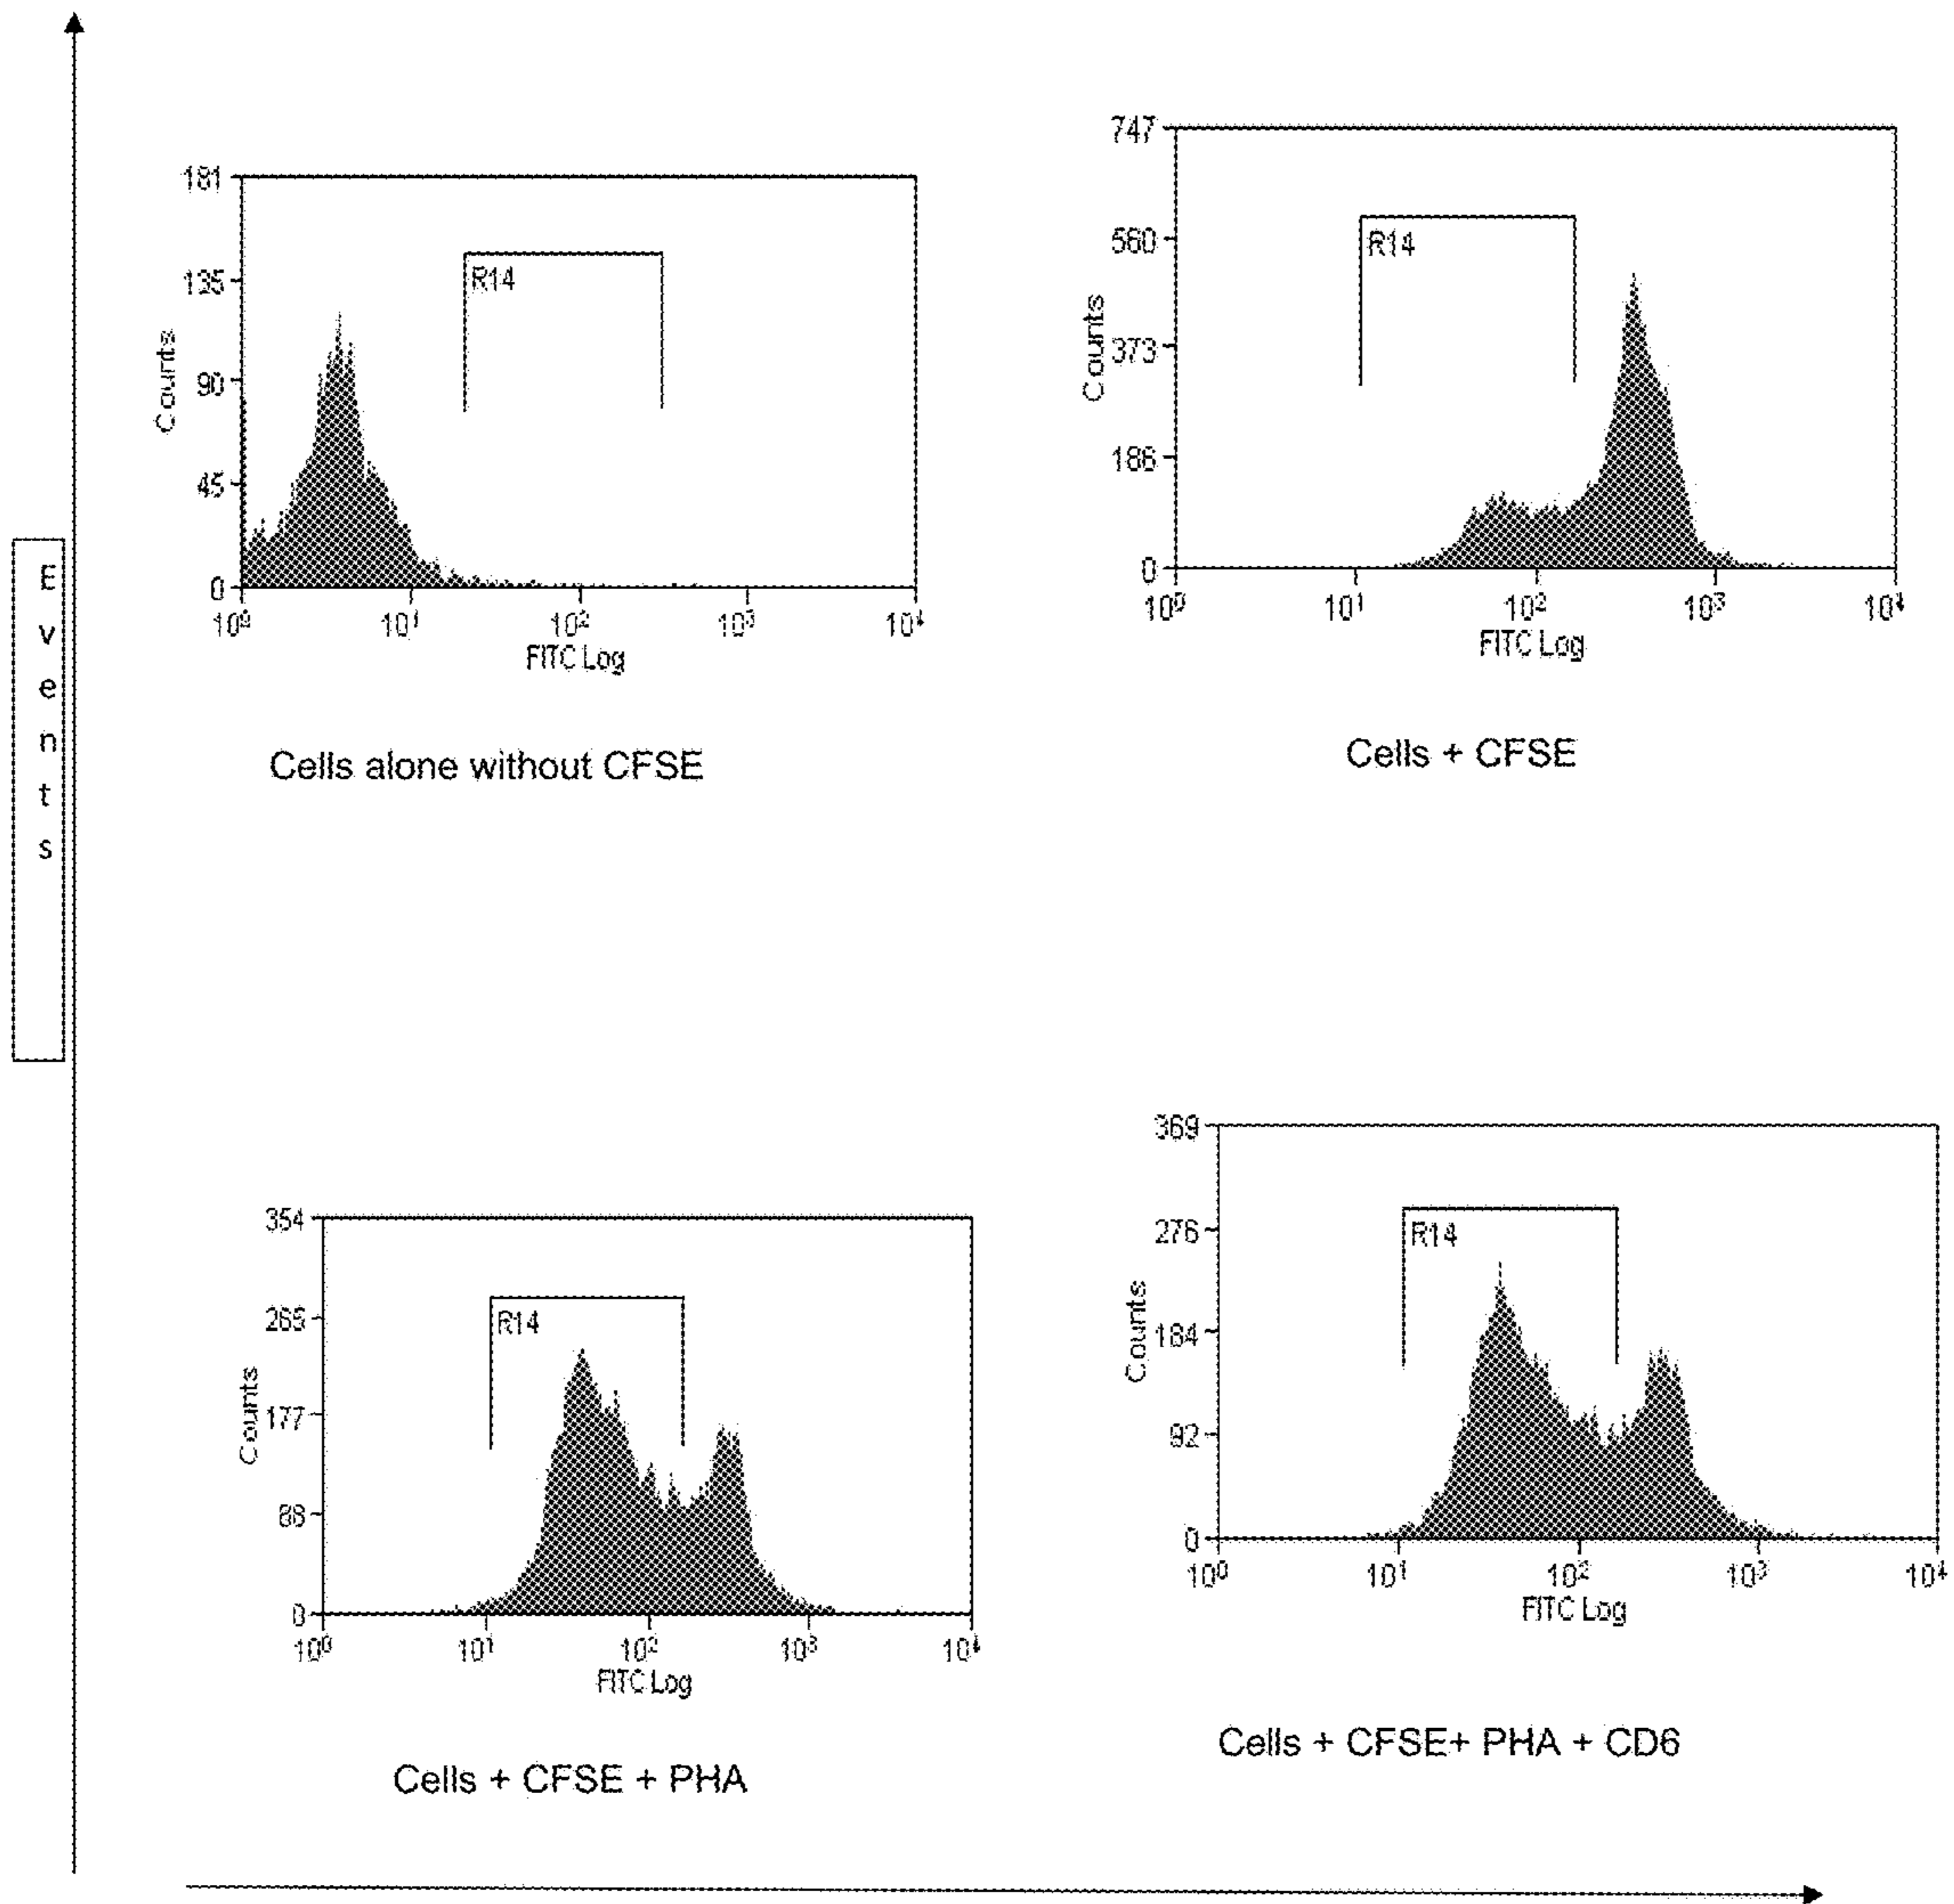 Events
181
135
90
45
0
Counts
R14
10⁰ 10¹ 10² 10³ 10⁴
FITC Log
Cells alone without CFSE
747
560
373
186
0
Counts
R14
10⁰ 10¹ 10² 10³ 10⁴
FITC Log
Cells + CFSE
354
265
177
88
0
Counts
R14
10⁰ 10¹ 10² 10³ 10⁴
FITC Log
Cells + CFSE + PHA
369
276
184
92
0
Counts
R14
10⁰ 10¹ 10² 10³ 10⁴
FITC Log
Cells + CFSE+ PHA + CD6